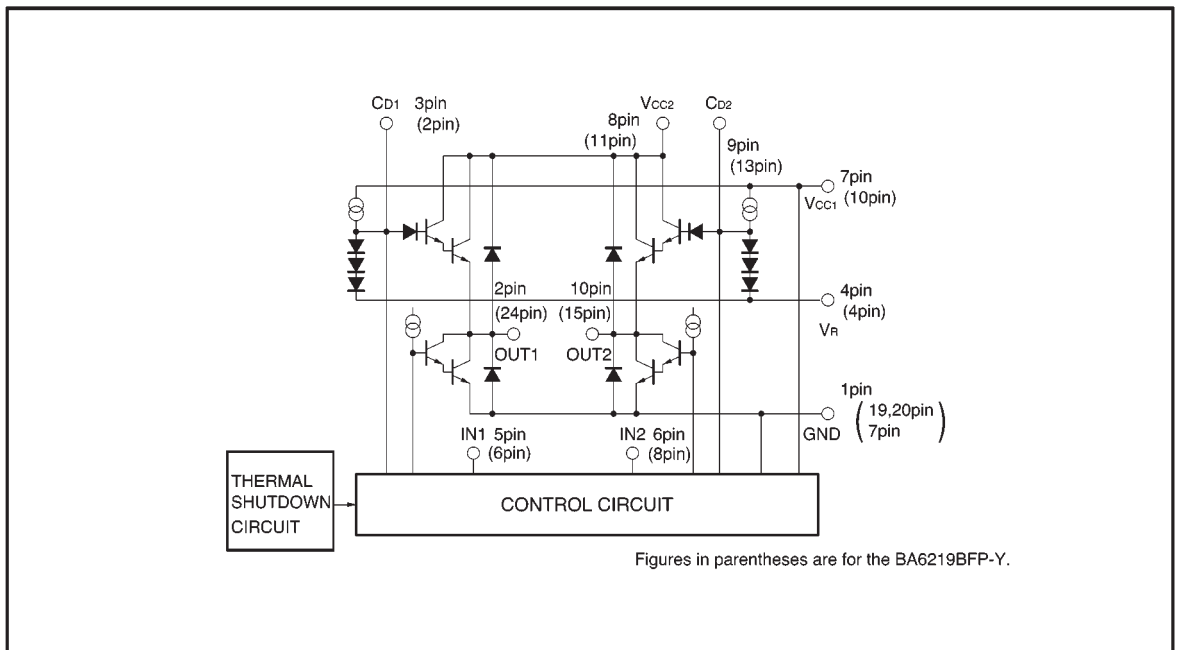 CD1 3pin
(2pin)
VCC2
8pin
(11pin)
CD2
9pin
(13pin)
7pin
VCC1 (10pin)
2pin
(24pin)
10pin
(15pin)
4pin
(4pin)
VR
OUT1
OUT2
1pin
GND
(19,20pin
7pin)
IN1 5pin
(6pin)
IN2 6pin
(8pin)
THERMAL
SHUTDOWN
CIRCUIT
CONTROL CIRCUIT
Figures in parentheses are for the BA6219BFP-Y.